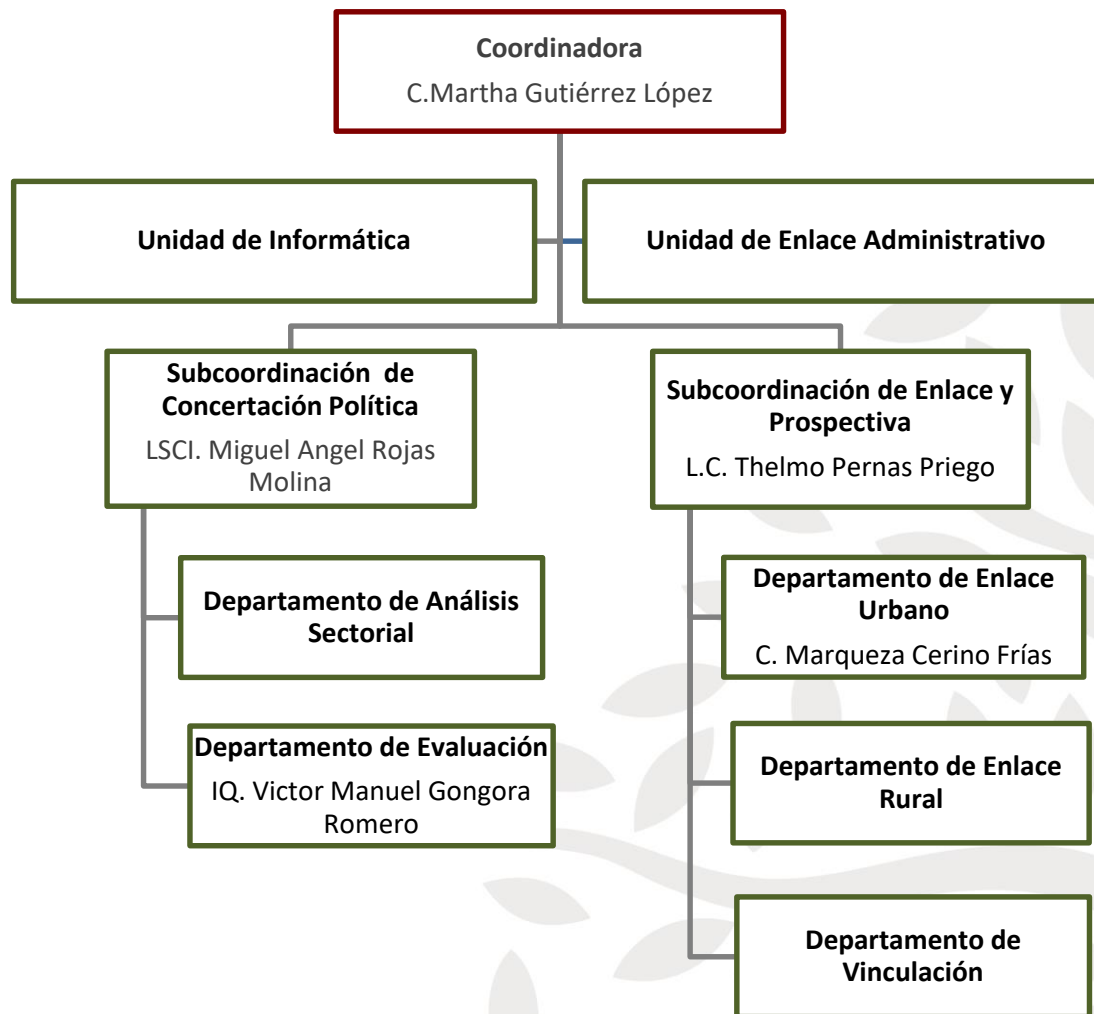 Coordinadora
C.Martha Gutiérrez López
Unidad de Informática
Unidad de Enlace Administrativo
Subcoordinación de
Concertación Política
LSCI. Miguel Angel Rojas
Molina
Subcoordinación de Enlace y
Prospectiva
L.C. Thelmo Pernas Priego
Departamento de Análisis
Sectorial
Departamento de Evaluación
IQ. Victor Manuel Gongora
Romero
Departamento de Enlace
Urbano
C. Marqueza Cerino Frías
Departamento de Enlace
Rural
Departamento de
Vinculación